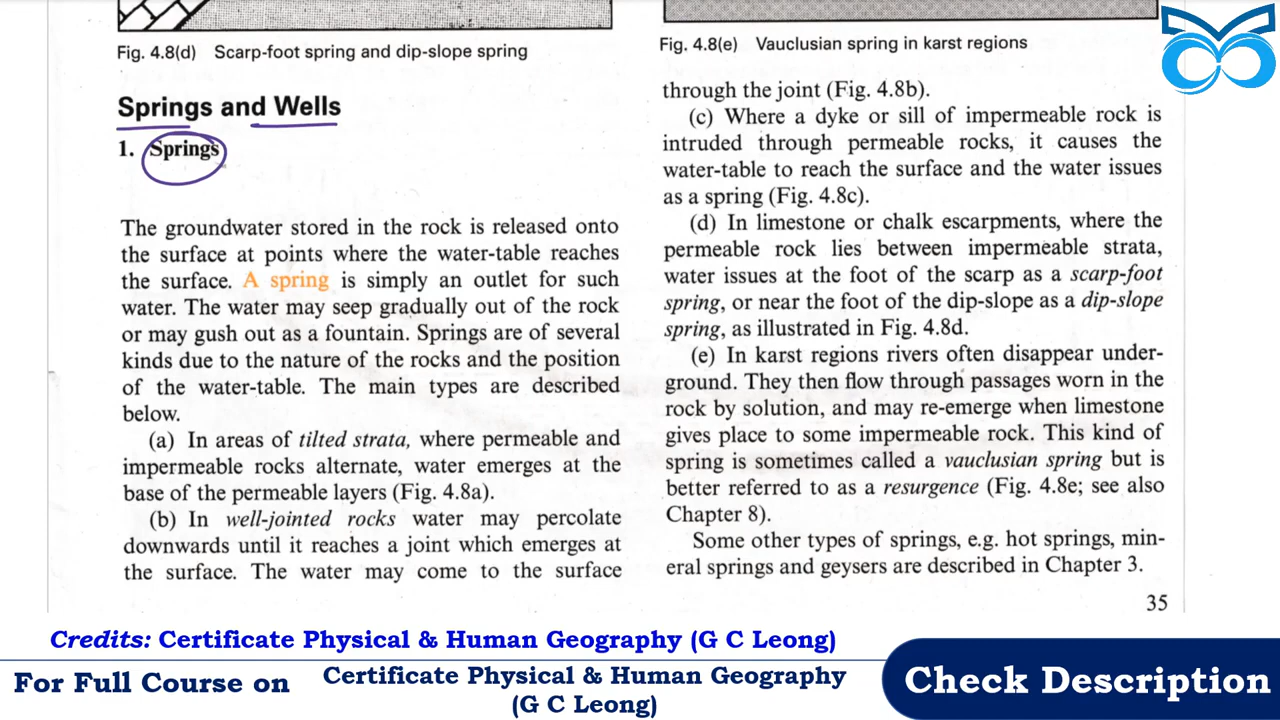 Fig. 4.8(d) Scarp-foot spring and dip-slope spring
Springs and Wells
1. Springs
The groundwater stored in the rock is released onto
the surface at points where the water-table reaches
the surface. A spring is simply an outlet for such
water. The water may seep gradually out of the rock
or may gush out as a fountain. Springs are of several
kinds due to the nature of the rocks and the position
of the water-table. The main types are described
below.
(a) In areas of tilted strata, where permeable and
impermeable rocks alternate, water emerges at the
base of the permeable layers (Fig. 4.8a).
(b) In well-jointed rocks water may percolate
downwards until it reaches a joint which emerges at
the surface. The water may come to the surface
Fig. 4.8(e) Vauclusian spring in karst regions
through the joint (Fig. 4.8b).
(c) Where a dyke or sill of impermeable rock is
intruded through permeable rocks, it causes the
water-table to reach the surface and the water issues
as a spring (Fig. 4.8c).
(d) In limestone or chalk escarpments, where the
permeable rock lies between impermeable strata,
water issues at the foot of the scarp as a scarp-foot
spring, or near the foot of the dip-slope as a dip-slope
spring, as illustrated in Fig. 4.8d.
(e) In karst regions rivers often disappear under-
ground. They then flow through passages worn in the
rock by solution, and may re-emerge when limestone
gives place to some impermeable rock. This kind of
spring is sometimes called a vauclusian spring but is
better referred to as a resurgence (Fig. 4.8e; see also
Chapter 8).
Some other types of springs, e.g. hot springs, min-
eral springs and geysers are described in Chapter 3.
35
Credits: Certificate Physical & Human Geography (G C Leong)
For Full Course on
Certificate Physical & Human Geography
(G C Leong)
Check Description